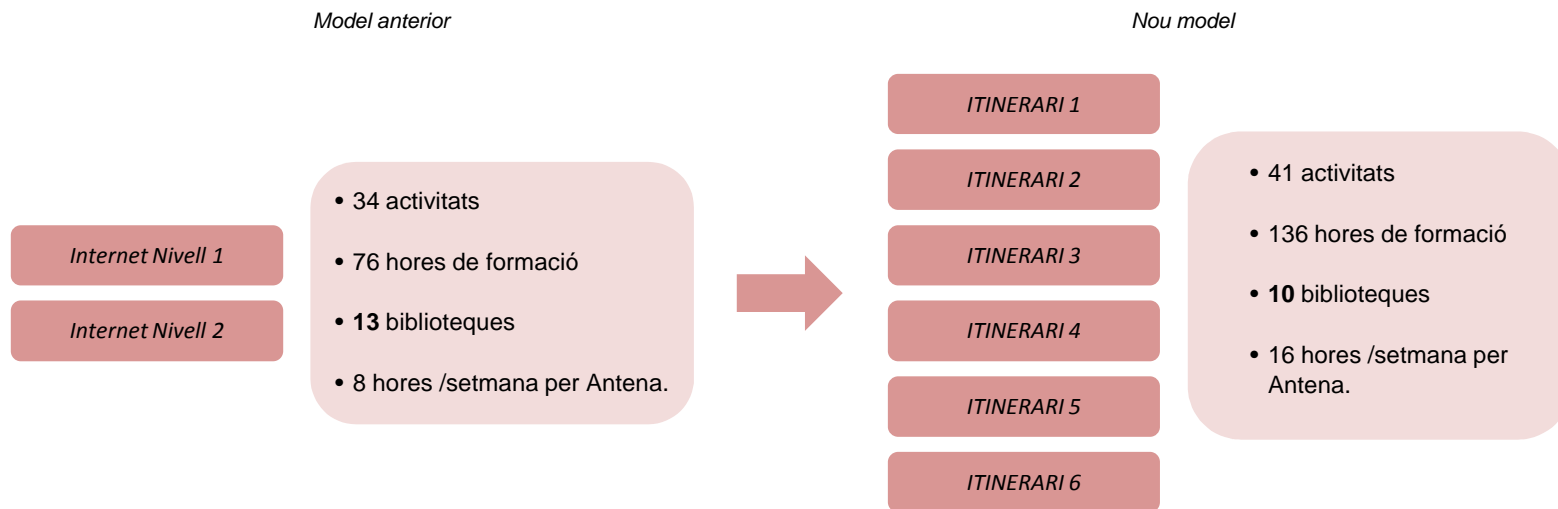 Model anterior
Internet Nivell 1
Internet Nivell 2
• 34 activitats
• 76 hores de formació
• 13 biblioteques
• 8 hores /setmana per Antena.
Nou model
ITINERARI 1
ITINERARI 2
ITINERARI 3
ITINERARI 4
ITINERARI 5
ITINERARI 6
• 41 activitats
• 136 hores de formació
• 10 biblioteques
• 16 hores /setmana per
Antena.